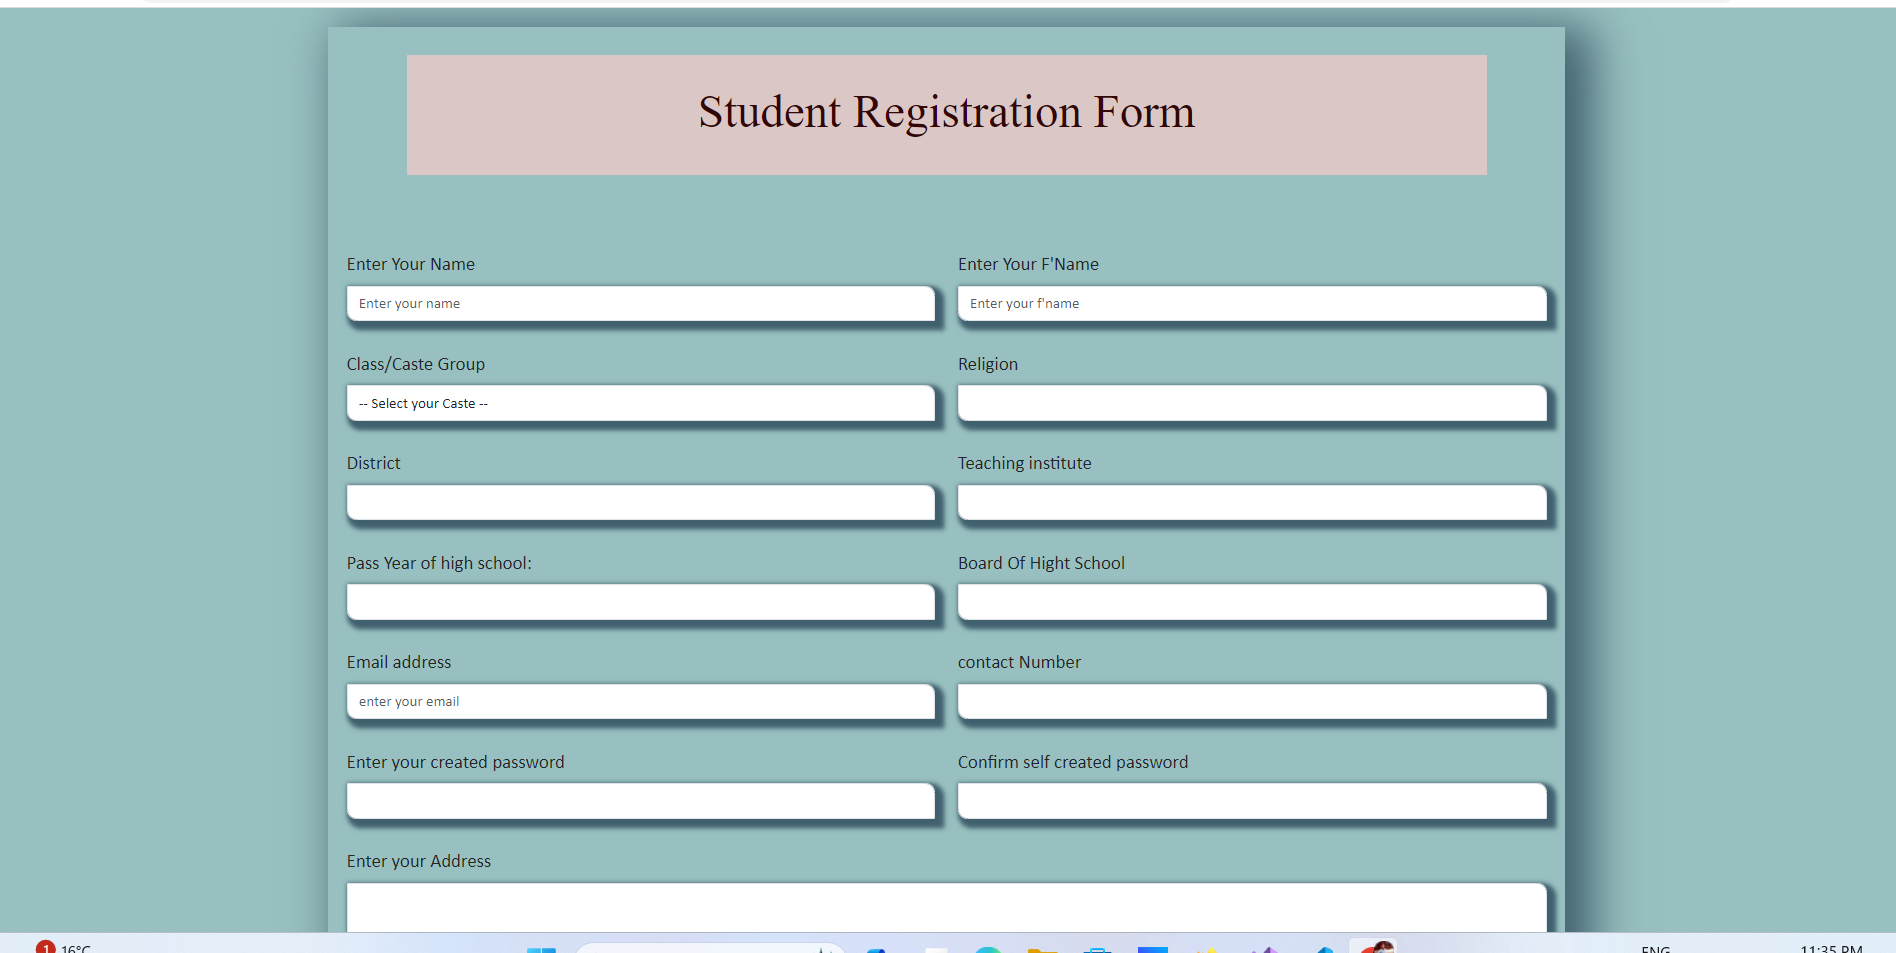 Student Registration Form
Enter Your Name
Enter Your F'Name
Enter your name
Enter your f'name
Class/Caste Group
Religion
-- Select your Caste --
District
Teaching institute
Pass Year of high school:
Board Of Hight School
Email address
contact Number
enter your email
Enter your created password
Confirm self created password
Enter your Address
1
16°C
ENG
11:35 PM